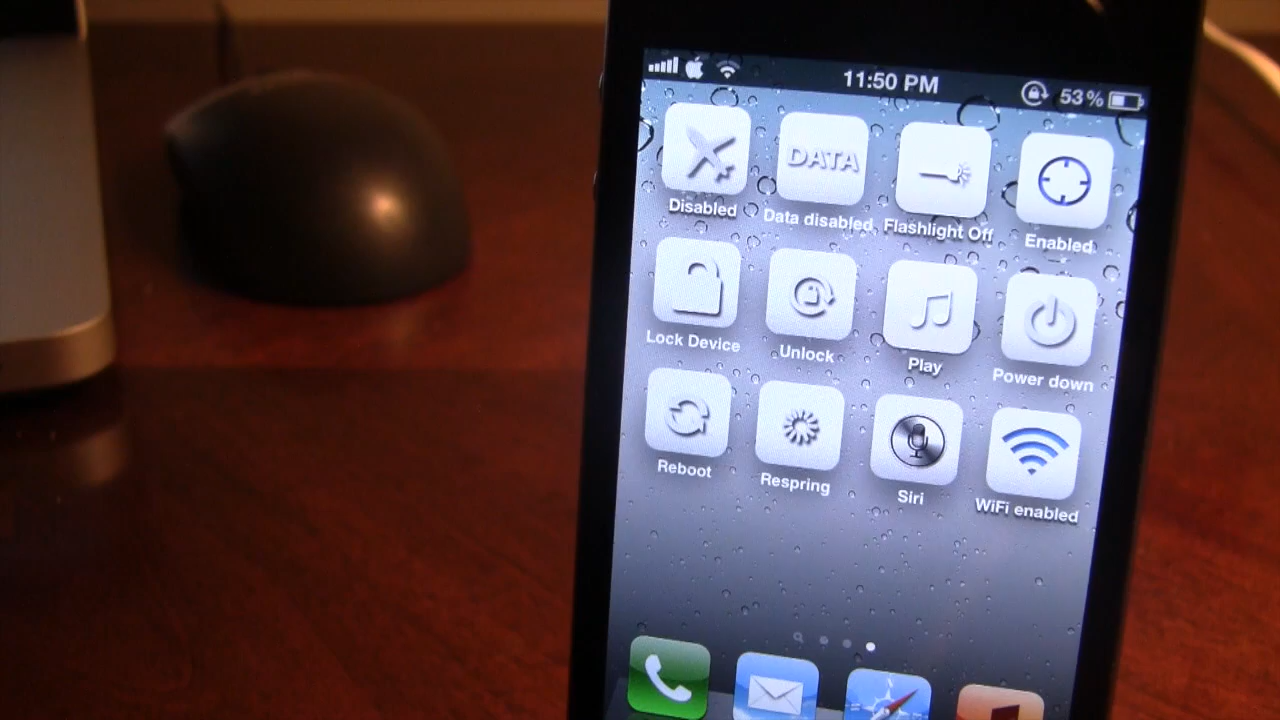 11:50 PM 53%
DATA
Disabled Data disabled Flashlight Off Enabled
Lock Device Unlock Play Power down
Reboot Respring Siri WiFi enabled